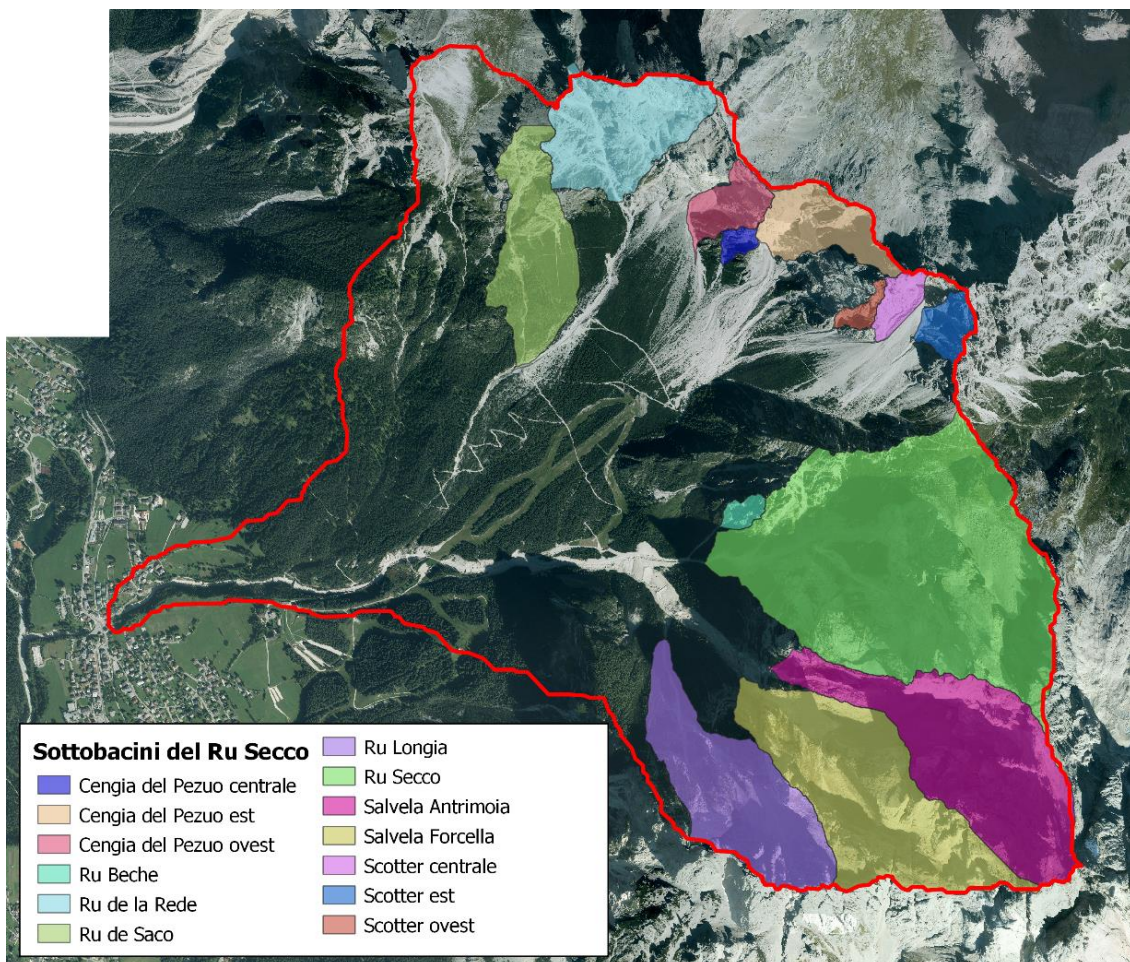 Sottobacini del Ru Secco
Cengia del Pezuo centrale
Cengia del Pezuo est
Cengia del Pezuo ovest
Ru Beche
Ru de la Rede
Ru de Saco
Ru Longia
Ru Secco
Salvela Antrimoia
Salvela Forcella
Scotter centrale
Scotter est
Scotter ovest